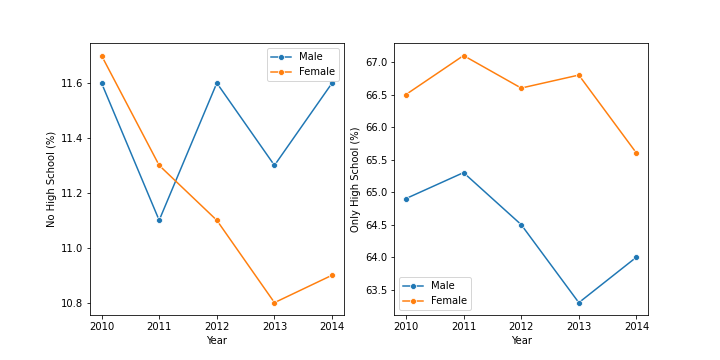 Male
Female
11.6
11.4
11.2
11.0
10.8
No High School (%)
2010 2011 2012 2013 2014
Year
67.0
66.5
66.0
65.5
65.0
64.5
64.0
63.5
Only High School (%)
Male
Female
2010 2011 2012 2013 2014
Year